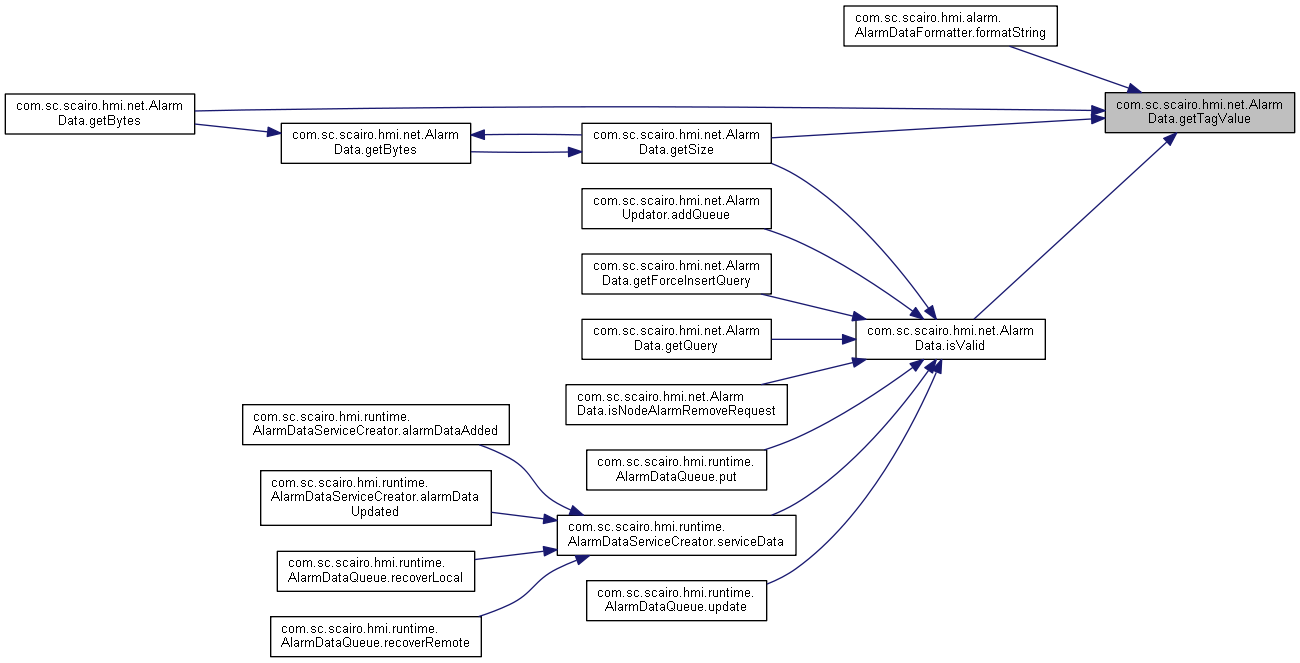 com.sc.scairo.hmi.alarm.
AlarmDataFormatter.formatString
com.sc.scairo.hmi.net.Alarm
Data.getTagValue
com.sc.scairo.hmi.net.Alarm
Data.getBytes
com.sc.scairo.hmi.net.Alarm
Data.getBytes
com.sc.scairo.hmi.net.Alarm
Data.getSize
com.sc.scairo.hmi.net.Alarm
Updator.addQueue
com.sc.scairo.hmi.net.Alarm
Data.getForceInsertQuery
com.sc.scairo.hmi.net.Alarm
Data.getQuery
com.sc.scairo.hmi.net.Alarm
Data.isValid
com.sc.scairo.hmi.net.Alarm
Data.isNodeAlarmRemoveRequest
com.sc.scairo.hmi.runtime.
AlarmDataServiceCreator.alarmDataAdded
com.sc.scairo.hmi.runtime.
AlarmDataQueue.put
com.sc.scairo.hmi.runtime.
AlarmDataServiceCreator.alarmData
Updated
com.sc.scairo.hmi.runtime.
AlarmDataServiceCreator.serviceData
com.sc.scairo.hmi.runtime.
AlarmDataQueue.recoverLocal
com.sc.scairo.hmi.runtime.
AlarmDataQueue.update
com.sc.scairo.hmi.runtime.
AlarmDataQueue.recoverRemote